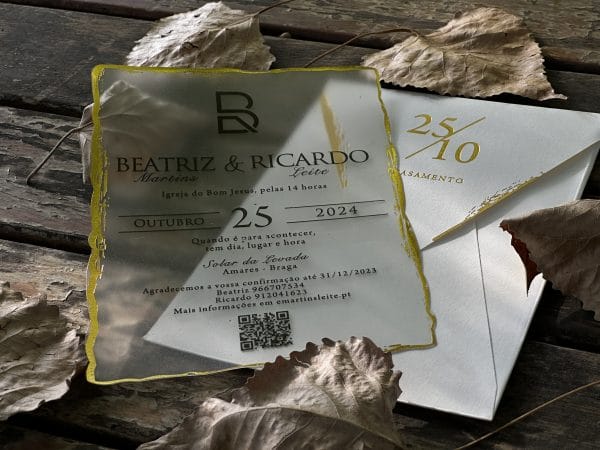 BR
BEATRIZ & RICARDO
Martins Leite
Igreja do Bom Jesus, pelas 14 horas
OUTUBRO 25 2024
Quando é para acontecer,
tem dia, lugar e hora
Solar da Levada
Amares - Braga
Agradecemos a vossa confirmação até 31/12/2023
Beatriz 966707534
Ricardo 912041623
Mais informações em emartinsleite.pt
25/10
ASAMENTO